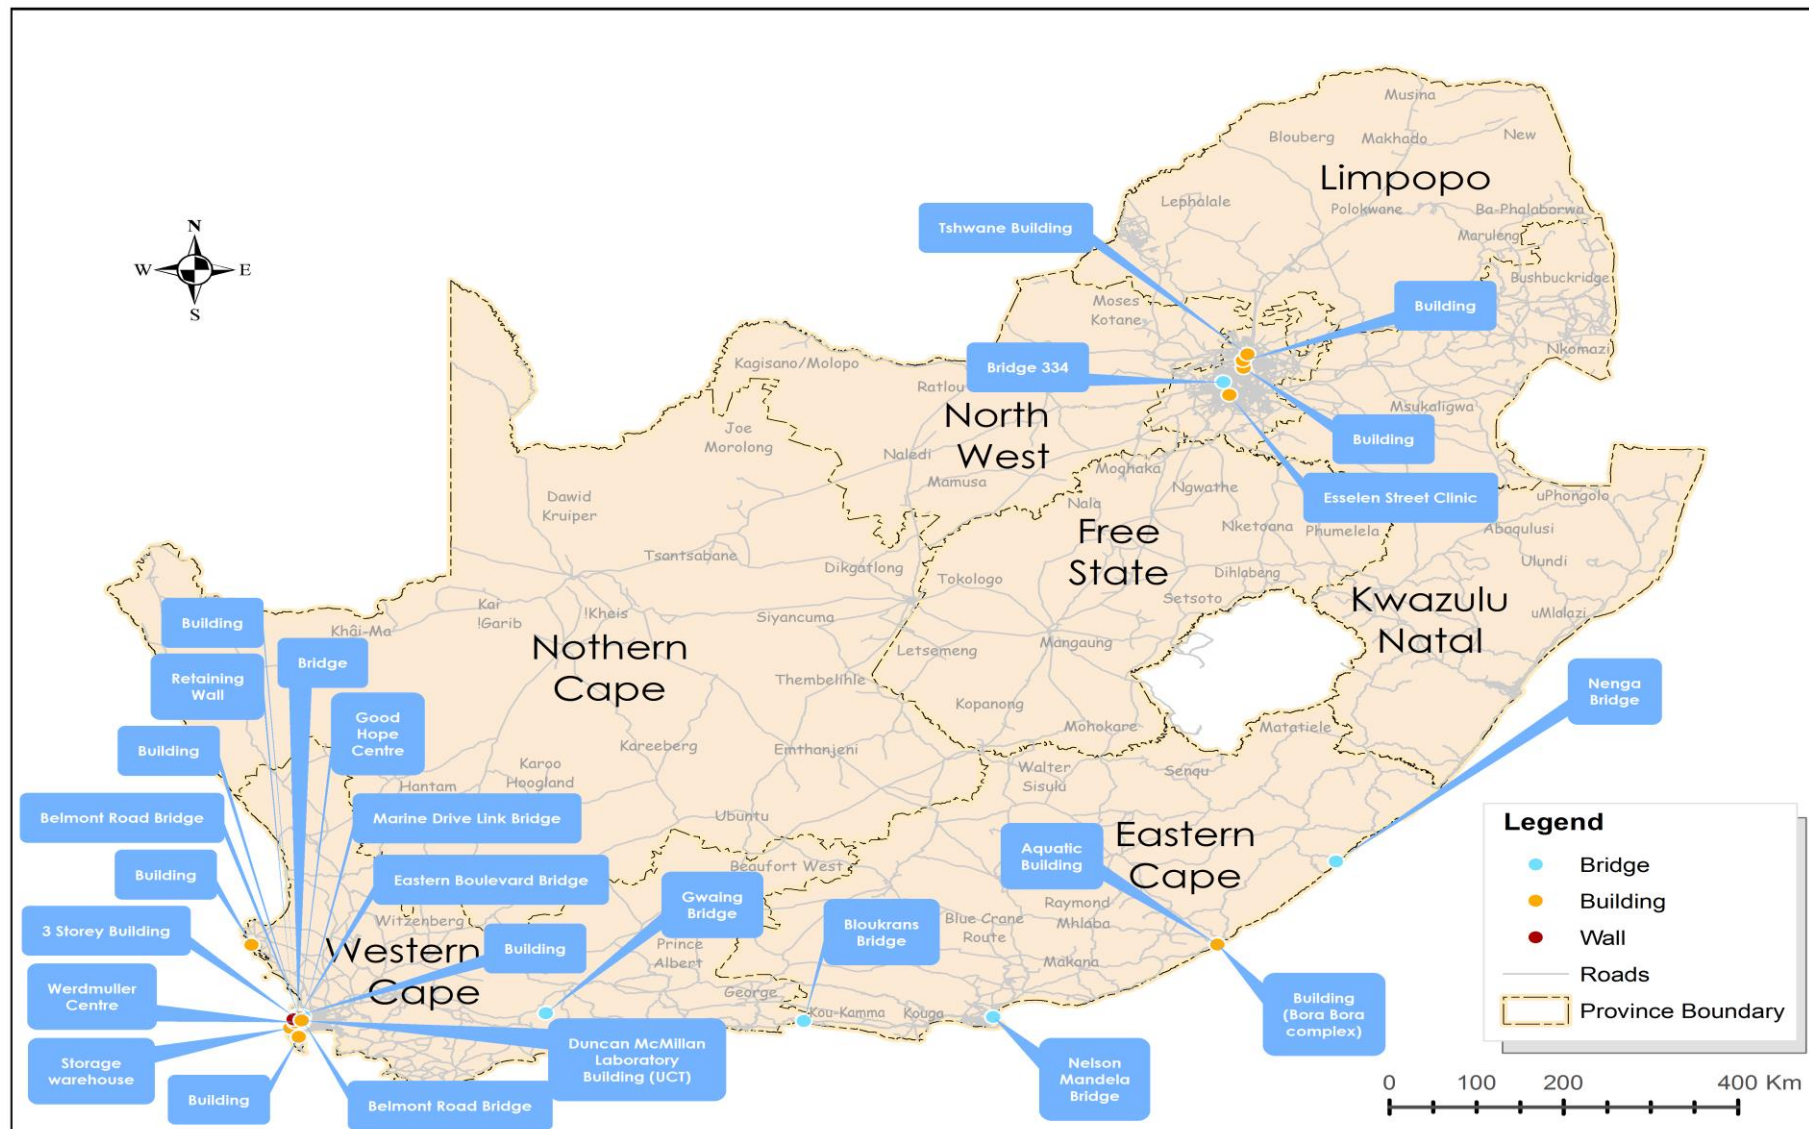 Musina
Blouberg
Makhado
New
Limpopo
Lephalale
Polokwane
Ba-Phalaborwa
Maruleng
Bushbuckridge
Tshwane Building
N
W
E
S
Moses
Kotane
Building
Nkomazi
Kagisano/Molopo
Bridge 334
Ratlou
North
West
Msukaligwa
Building
Joe
Morolong
Naledi
Mamusa
Moghaka
Ngwathe
Esselen Street Clinic
uPhongolo
Dawid
Kruiper
Nala
Nketoana
Phumelela
Abaqulusi
Free
State
Tsantsabane
Dikgatlong
Tokologo
Dihlabeng
Setsoto
Ulundi
Kwazulu
Natal
uMlalazi
Kai
!Garib
!Kheis
Siyancuma
Khâi-Ma
Building
Nothern
Cape
Letsemeng
Mangaung
Bridge
Retaining
Wall
Thembelihle
Kopanong
Nenga
Bridge
Good
Hope
Centre
Building
Kareeberg
Emthanjeni
Mohokare
Matatiele
Karoo
Hoogland
Hantam
Walter
Sisulu
Senqu
Belmont Road Bridge
Marine Drive Link Bridge
Ubuntu
Eastern
Cape
Aquatic
Building
Beaufort West
Building
Eastern Boulevard Bridge
Gwaing
Bridge
Raymond
Mhlaba
Blue Crane
Route
Bloukrans
Bridge
Witzenberg
3 Storey Building
Western
Cape
Building
Prince
Albert
Makana
Werdmuller
Centre
George
Kou-Kamma
Kouga
Building
(Bora Bora
complex)
Storage
warehouse
Duncan McMillan
Laboratory
Building (UCT)
Nelson
Mandela
Bridge
Building
Belmont Road Bridge
Legend
Bridge
Building
Wall
Roads
Province Boundary
0
100
200
400 Km